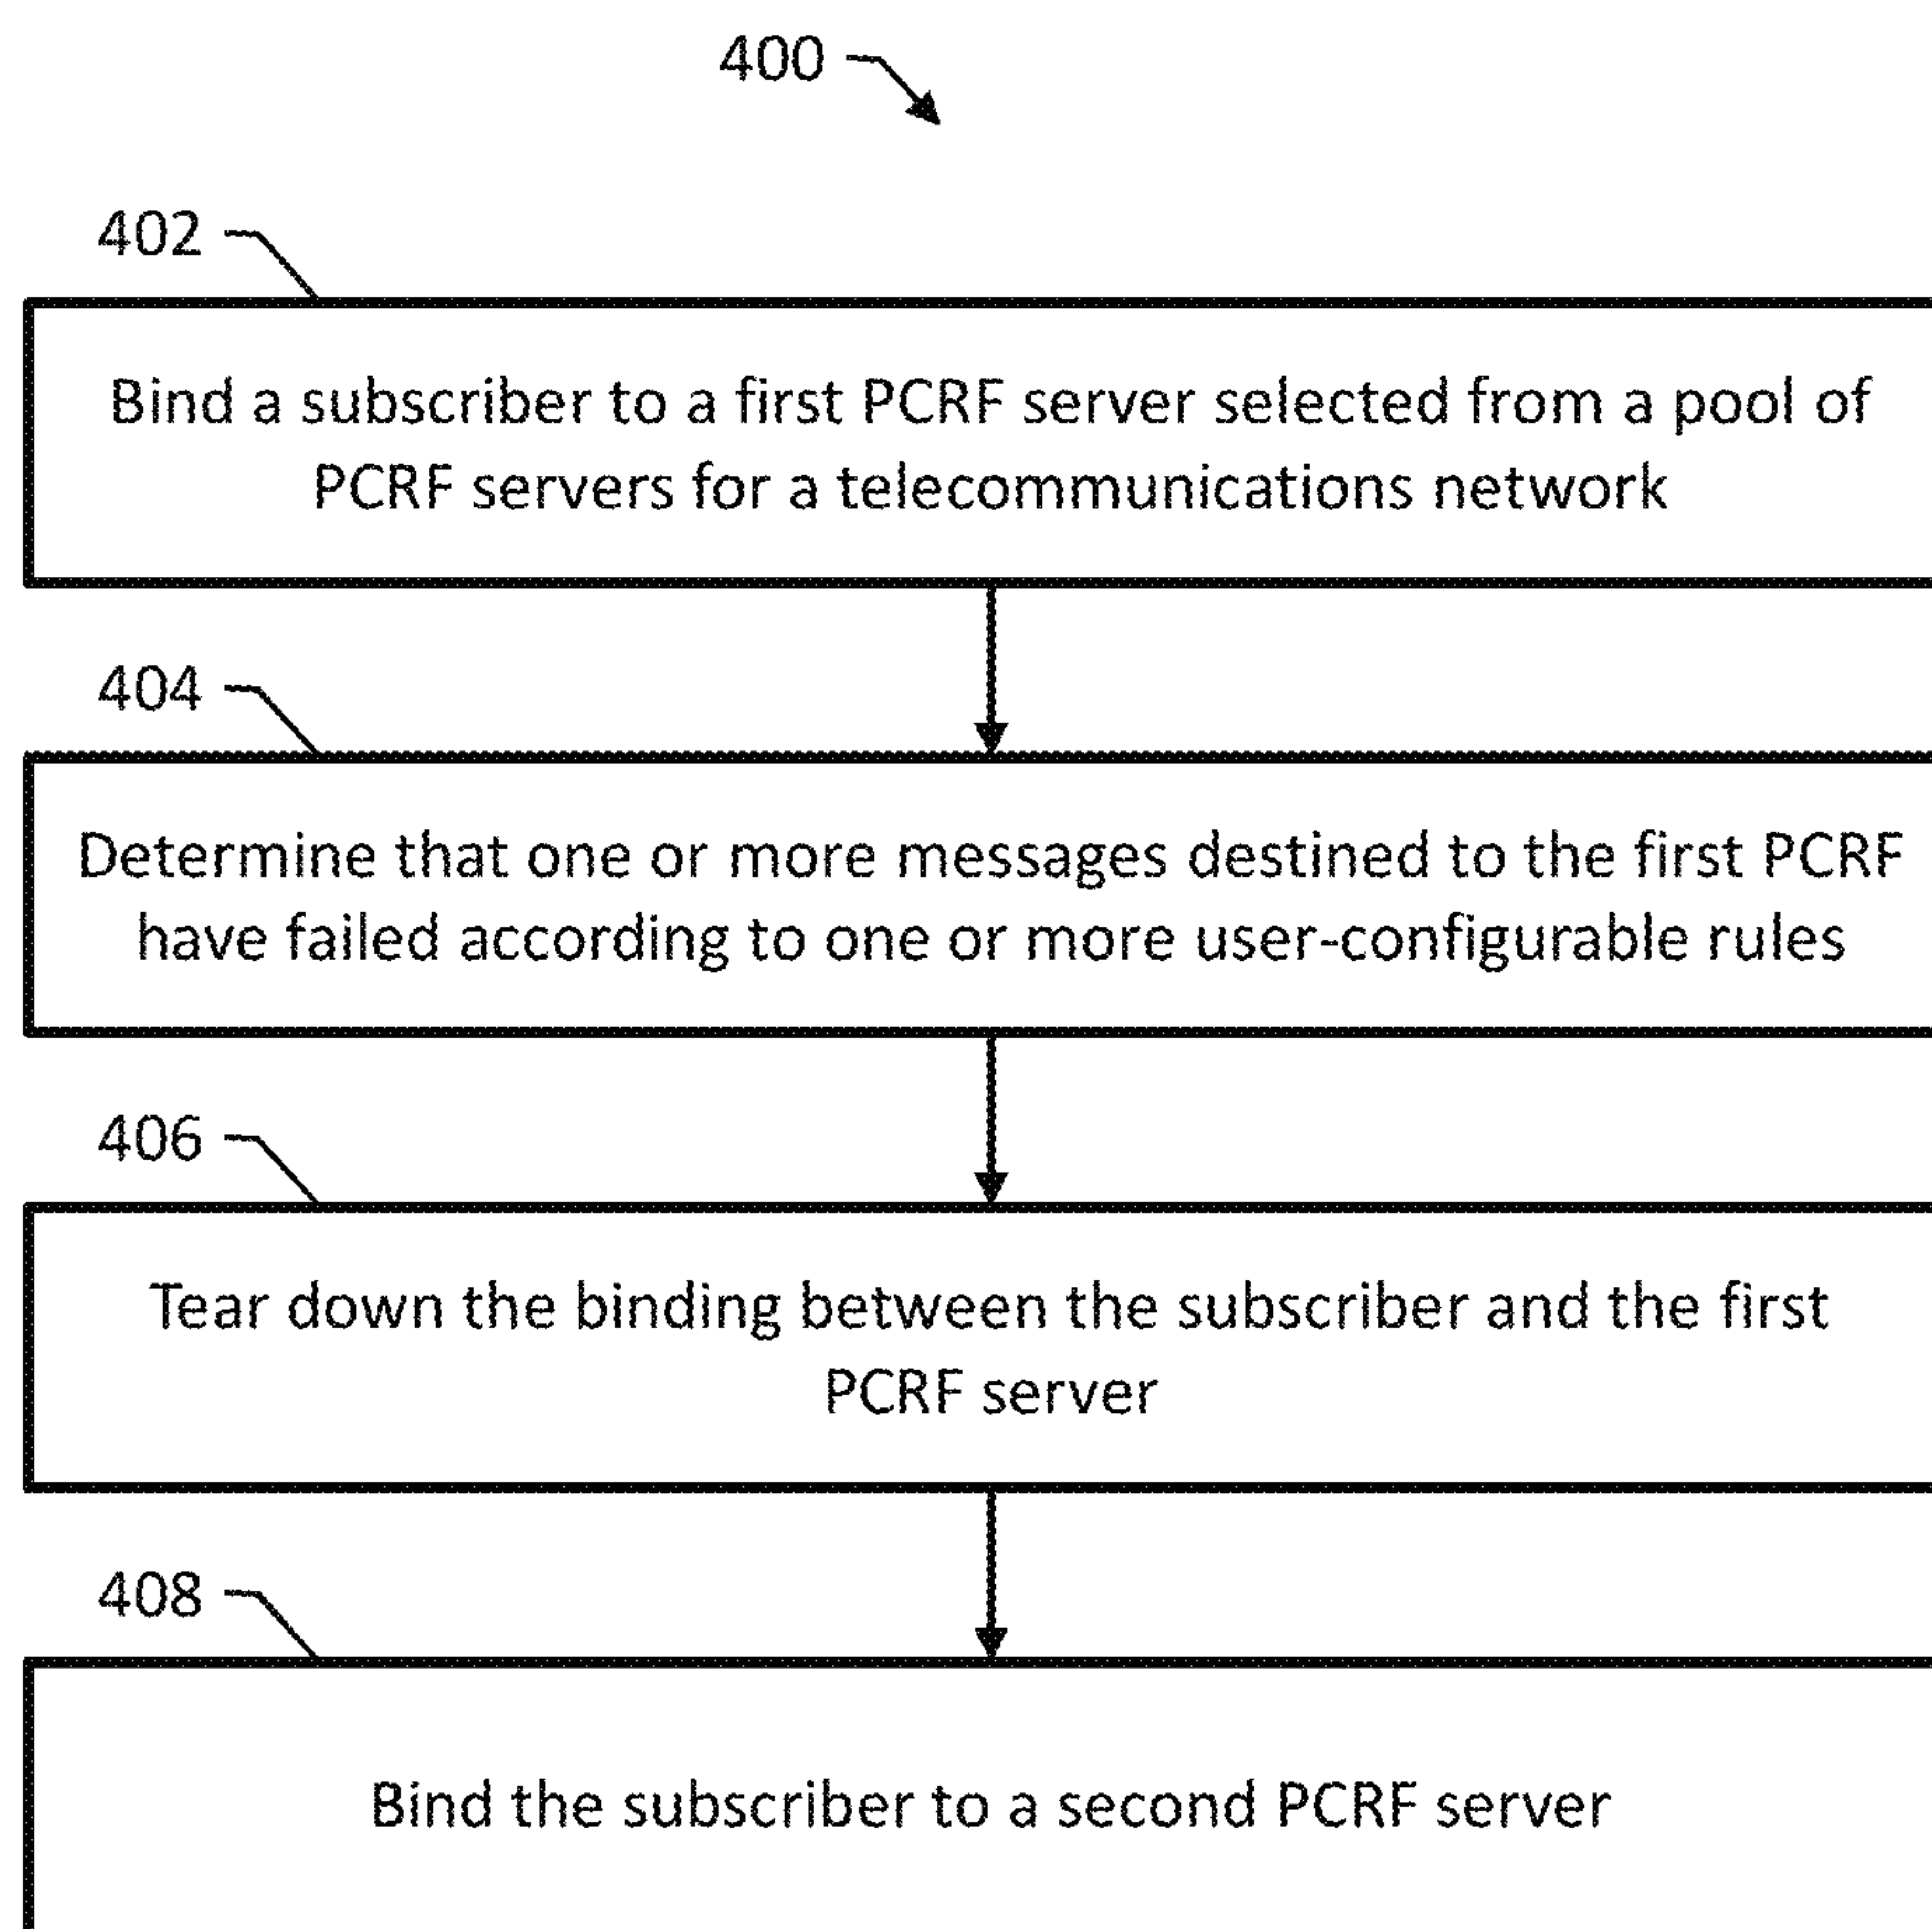 400
402
Bind a subscriber to a first PCRF server selected from a pool of
PCRF servers for a telecommunications network
404
Determine that one or more messages destined to the first PCRF
have failed according to one or more user-configurable rules
406
Tear down the binding between the subscriber and the first
PCRF server
408
Bind the subscriber to a second PCRF server